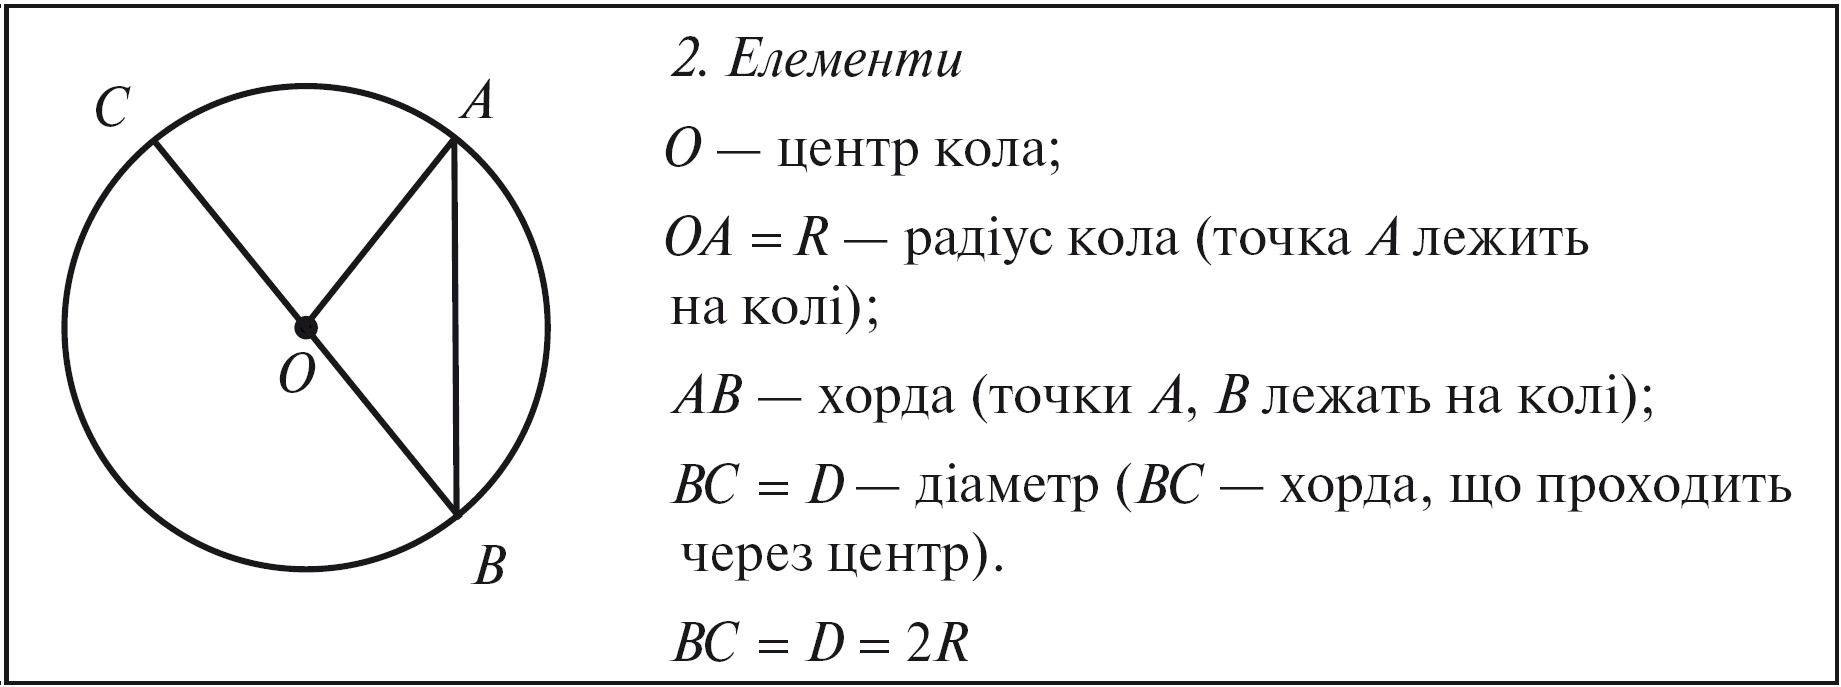 C
A
O
B
2. Елементи
O — центр кола;
OA = R — радіус кола (точка A лежить
на колі);
AB — хорда (точки A, B лежать на колі);
BC = D — діаметр (BC — хорда, що проходить
через центр).
BC = D = 2R